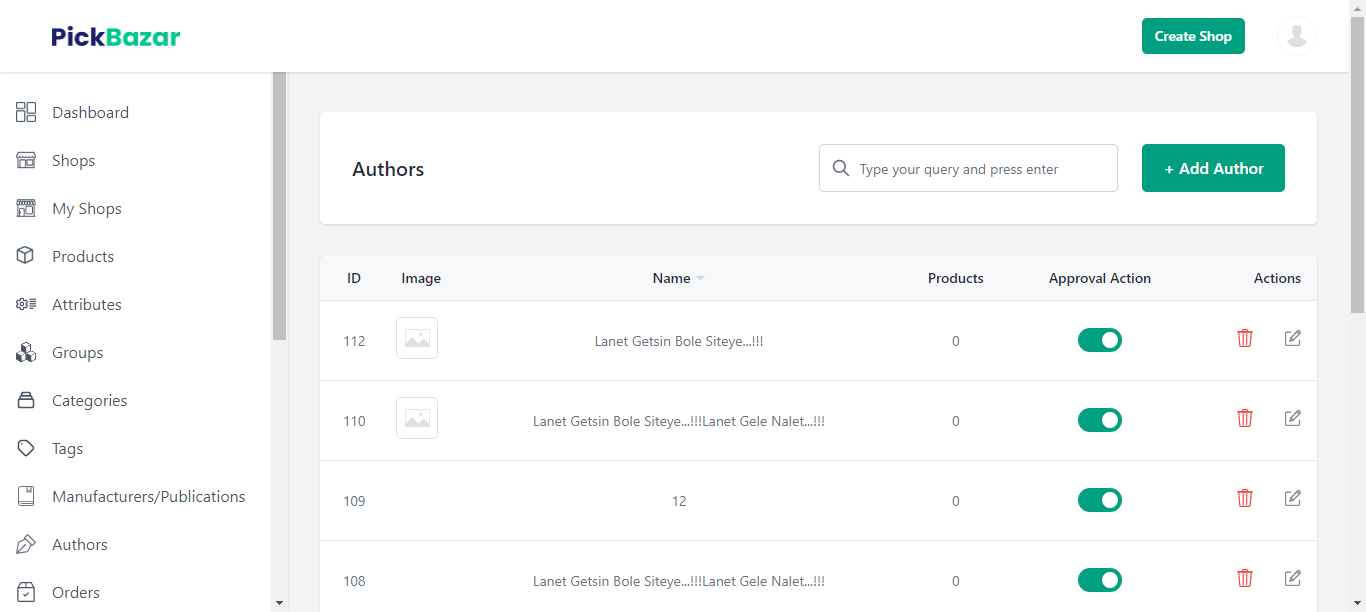 PickBazar
Create Shop
Dashboard
Shops
My Shops
Products
Attributes
Groups
Categories
Tags
Manufacturers/Publications
Authors
Orders
Authors
Type your query and press enter
+ Add Author
ID Image Name Products Approval Action Actions
112 Lanet Getsin Bole Siteye...!!! 0
110 Lanet Getsin Bole Siteye...!!!Lanet Gele Nalet...!!! 0
109 12 0
108 Lanet Getsin Bole Siteye...!!!Lanet Gele Nalet...!!! 0